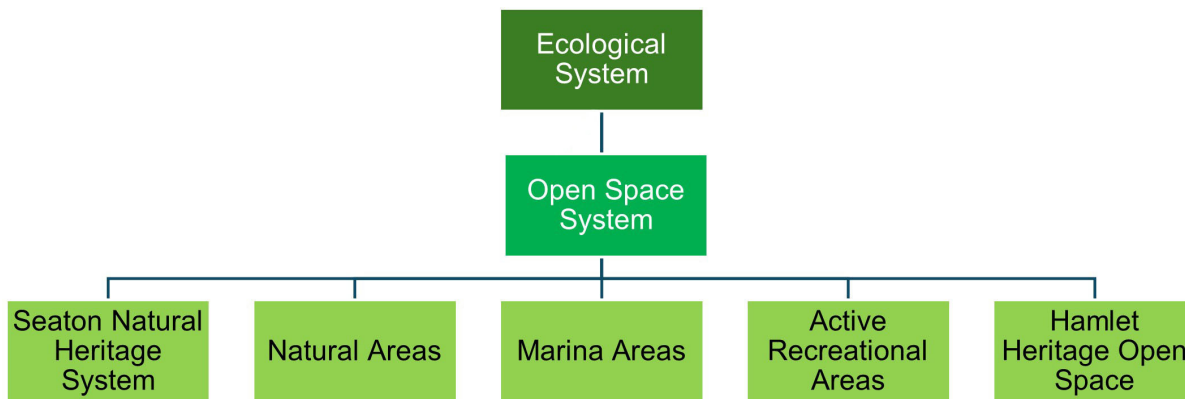 Ecological
System
Open Space
System
Seaton Natural
Heritage
System
Natural Areas
Marina Areas
Active
Recreational
Areas
Hamlet
Heritage Open
Space